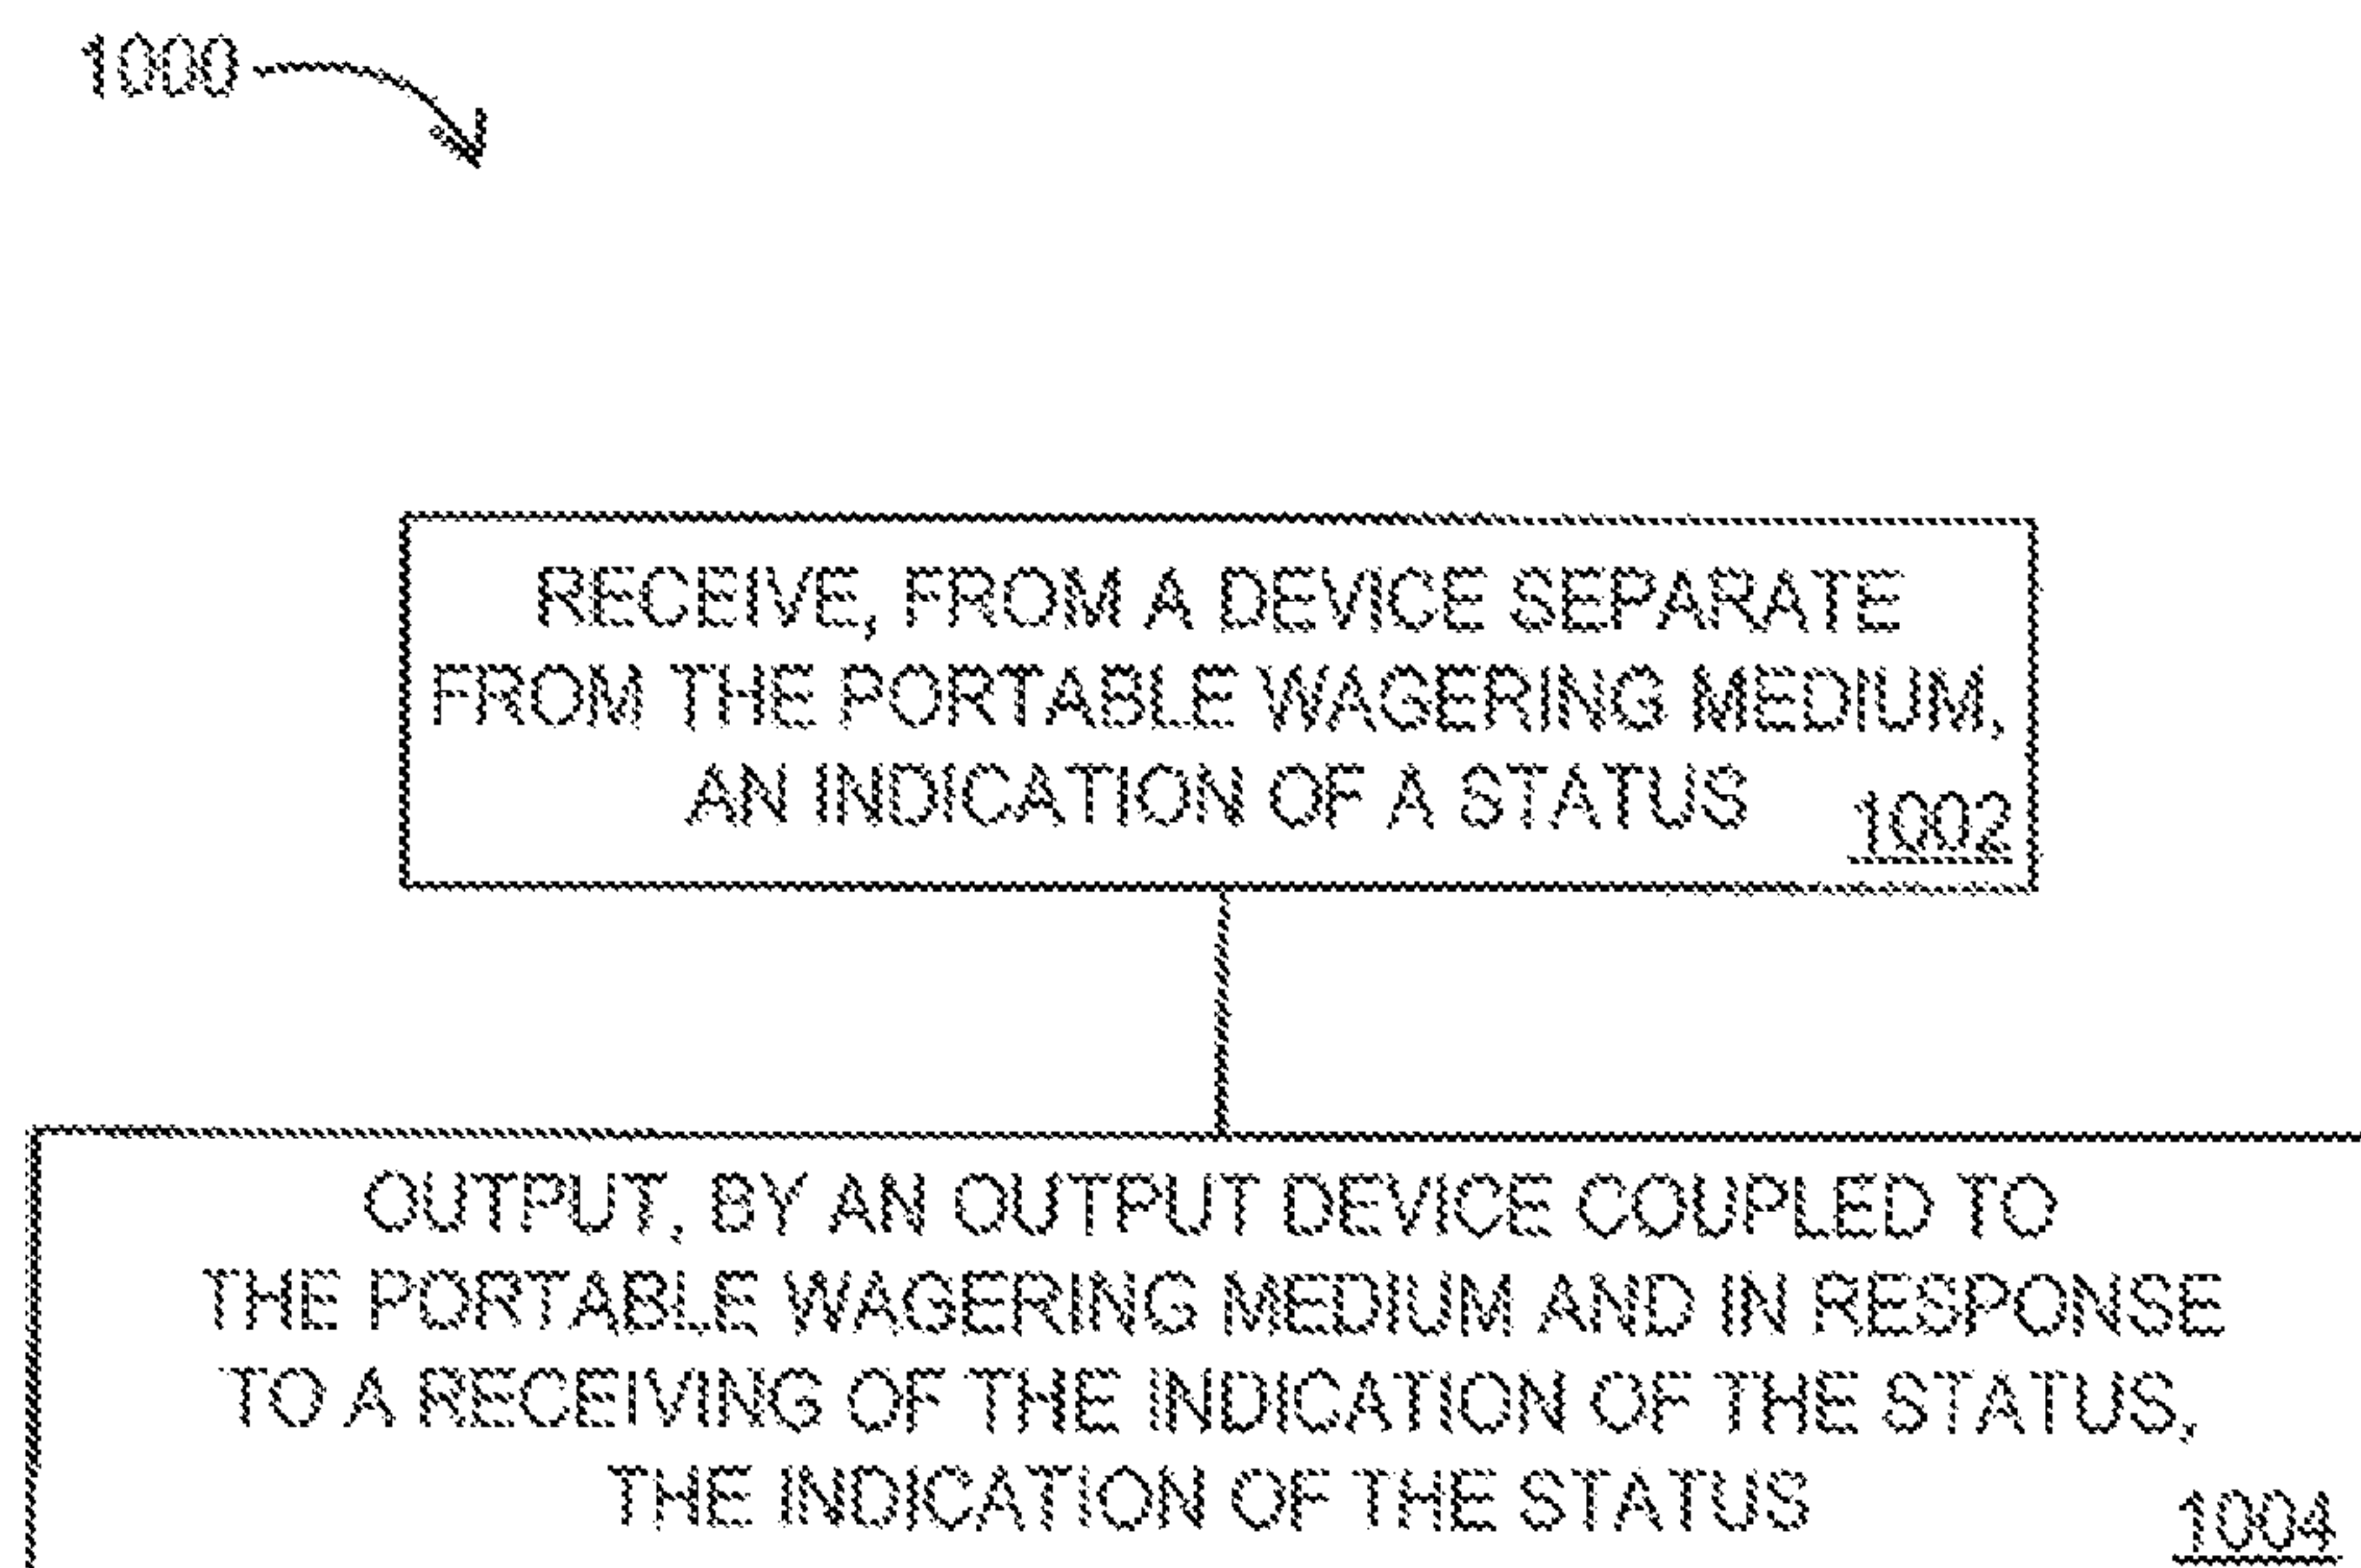 1000
RECEIVE, FROM A DEVICE SEPARATE
FROM THE PORTABLE WAGERING MEDIUM,
AN INDICATION OF A STATUS
1002
OUTPUT, BY AN OUTPUT DEVICE COUPLED TO
THE PORTABLE WAGERING MEDIUM AND IN RESPONSE
TO A RECEIVING OF THE INDICATION OF THE STATUS,
THE INDICATION OF THE STATUS
1004